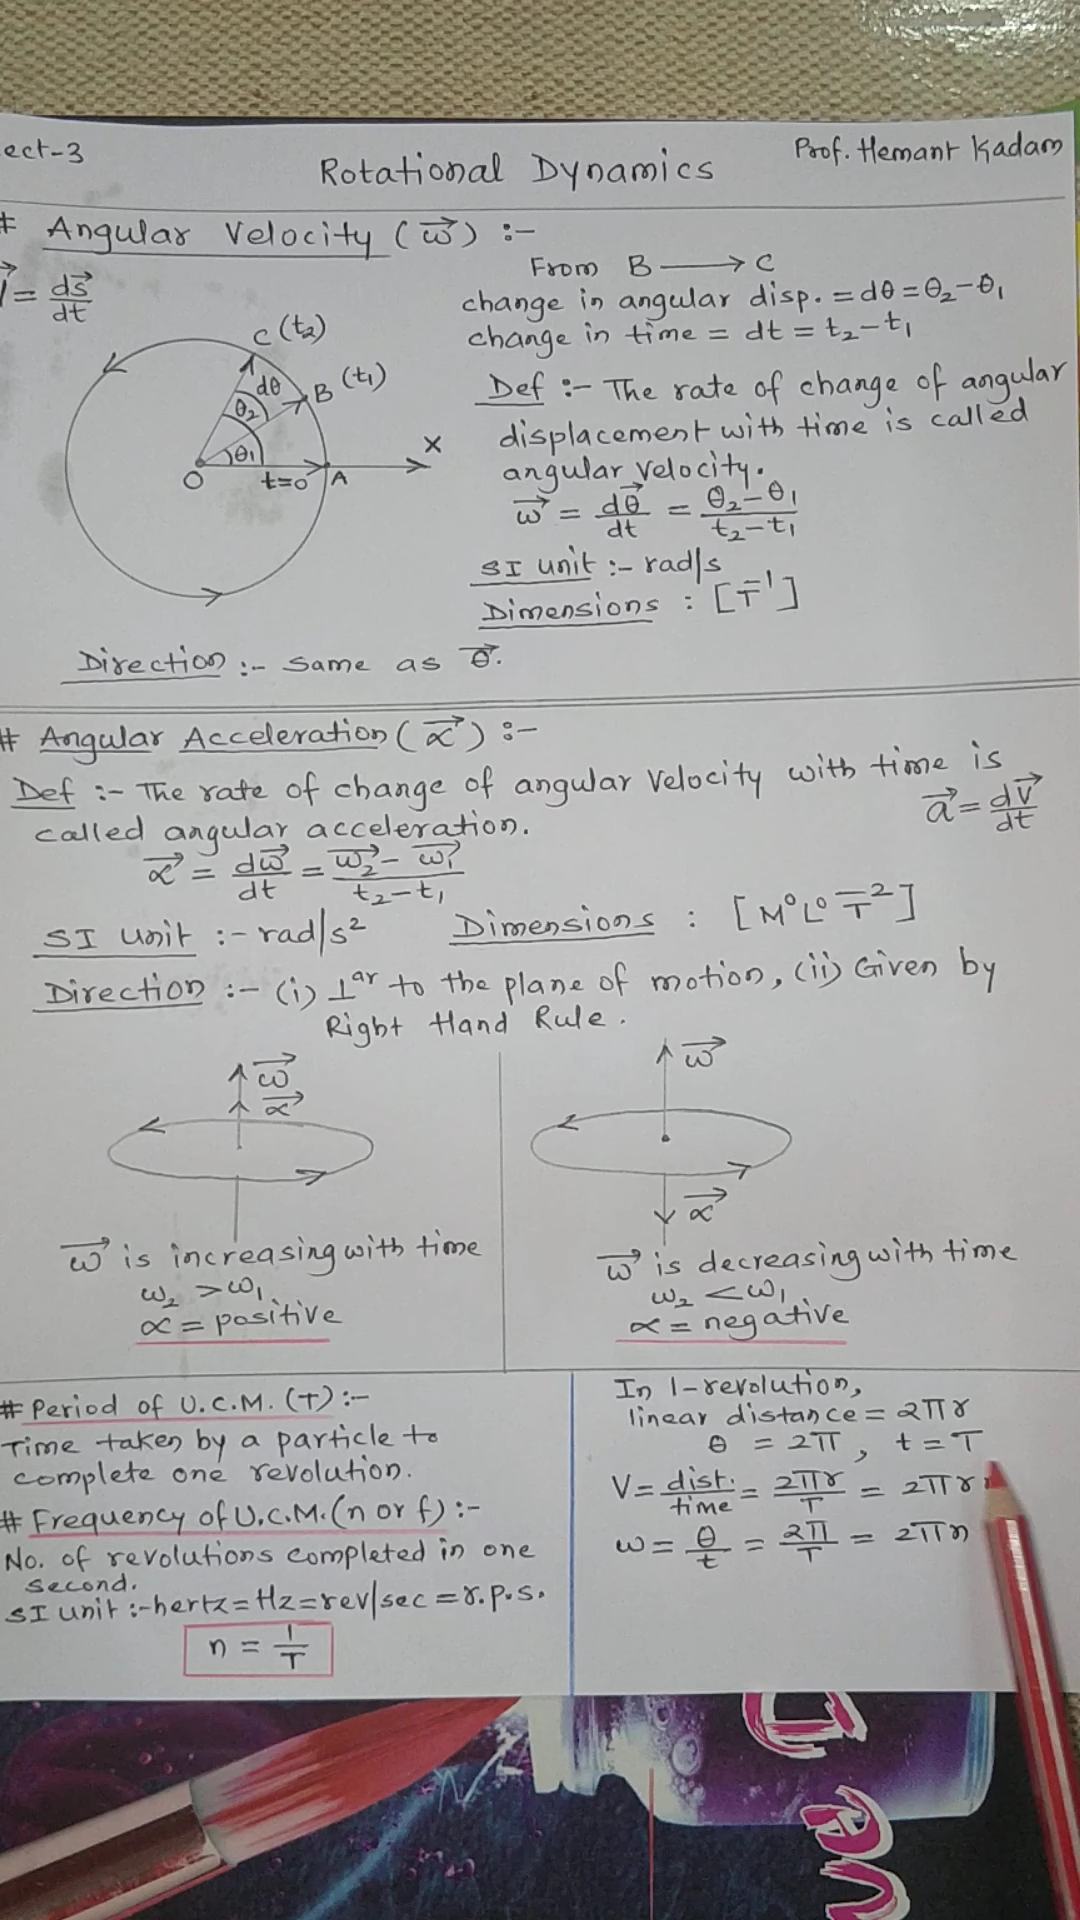 ect-3
Rotational Dynamics
Prof. Hemant Kadam
# Angular Velocity (ω⃗) :-
= ds⃗/dt
From B ⟶ C
change in angular disp. = dθ = θ₂-θ₁
change in time = dt = t₂-t₁
C (t₂)
B (t₁)
dθ
θ₂
θ₁
X
O
t=0
A
Def :- The rate of change of angular
displacement with time is called
angular velocity.
ω⃗ = dθ⃗/dt = θ₂-θ₁/t₂-t₁
SI unit :- rad/s
Dimensions : [T⁻¹]
Direction :- Same as θ⃗.
# Angular Acceleration (α⃗) :-
Def :- The rate of change of angular velocity with time is
called angular acceleration.
a⃗ = dV⃗/dt
α⃗ = dω⃗/dt = ω⃗₂- ω⃗₁/t₂-t₁
SI unit :- rad/s²
Dimensions : [M⁰L⁰T⁻²]
Direction :- (i) ⊥ar to the plane of motion, (ii) Given by
Right Hand Rule.
ω⃗
α⃗
ω⃗
α⃗
ω⃗ is increasing with time
ω₂ > ω₁
α = positive
ω⃗ is decreasing with time
ω₂ < ω₁
α = negative
# Period of U.C.M. (T) :-
Time taken by a particle to
complete one revolution.
# Frequency of U.C.M. (n or f) :-
No. of revolutions completed in one
second.
SI unit :- hertz = Hz = rev/sec = r.p.s.
n = 1/T
In 1-revolution,
linear distance = 2πr
θ = 2π, t = T
V = dist./time = 2πr/T = 2πr
ω = θ/t = 2π/T = 2πn